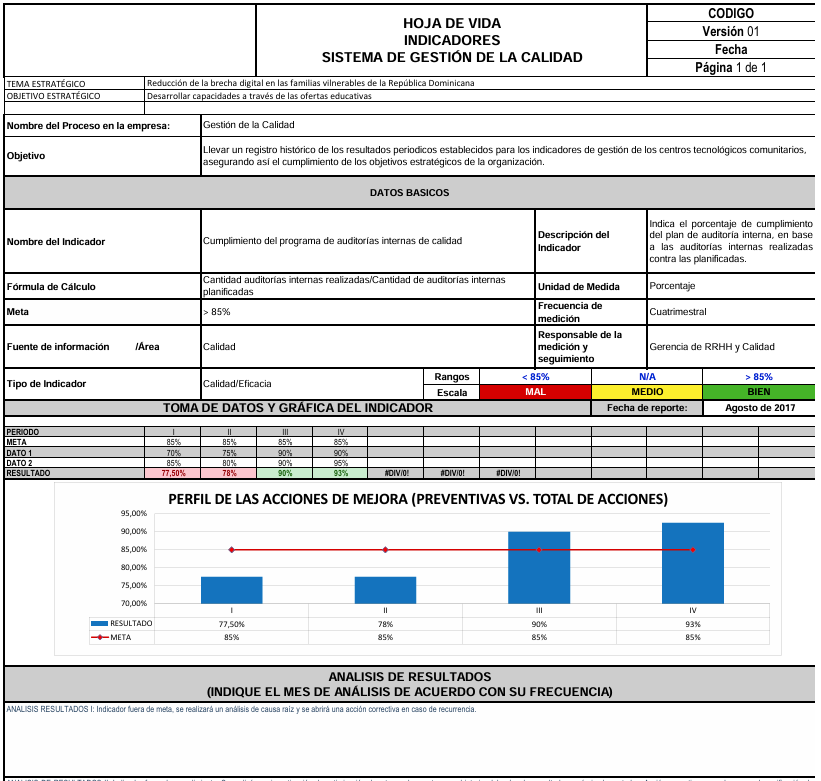 HOJA DE VIDA
INDICADORES
SISTEMA DE GESTIÓN DE LA CALIDAD
CODIGO
Versión 01
Fecha
Página 1 de 1
TEMA ESTRATÉGICO Reducción de la brecha digital en las familias vilnerables de la República Dominicana
OBJETIVO ESTRATÉGICO Desarrollar capacidades a través de las ofertas educativas
Nombre del Proceso en la empresa: Gestión de la Calidad
Objetivo
Llevar un registro histórico de los resultados periodicos establecidos para los indicadores de gestión de los centros tecnológicos comunitarios,
asegurando así el cumplimiento de los objetivos estratégicos de la organización.
DATOS BASICOS
Nombre del Indicador
Cumplimiento del programa de auditorías internas de calidad
Descripción del
Indicador
Indica el porcentaje de cumplimiento
del plan de auditoría interna, en base
a las auditorías internas realizadas
contra las planificadas.
Fórmula de Cálculo
Cantidad auditorías internas realizadas/Cantidad de auditorías internas
planificadas
Unidad de Medida
Porcentaje
Meta
> 85%
Frecuencia de
medición
Cuatrimestral
Fuente de información /Área
Calidad
Responsable de la
medición y
seguimiento
Gerencia de RRHH y Calidad
Tipo de Indicador
Calidad/Eficacia
Rangos < 85% N/A > 85%
Escala MAL MEDIO BIEN
TOMA DE DATOS Y GRÁFICA DEL INDICADOR Fecha de reporte: Agosto de 2017
PERIODO I II III IV
META 85% 85% 85% 85%
DATO 1 70% 75% 90% 90%
DATO 2 85% 80% 90% 95%
RESULTADO 77,50% 78% 90% 93% #DIV/0! #DIV/0! #DIV/0!
PERFIL DE LAS ACCIONES DE MEJORA (PREVENTIVAS VS. TOTAL DE ACCIONES)
95,00%
90,00%
85,00%
80,00%
75,00%
70,00%
I II III IV
RESULTADO 77,50% 78% 90% 93%
META 85% 85% 85% 85%
ANALISIS DE RESULTADOS
(INDIQUE EL MES DE ANÁLISIS DE ACUERDO CON SU FRECUENCIA)
ANALISIS RESULTADOS I: Indicador fuera de meta, se realizará un análisis de causa raíz y se abrirá una acción correctiva en caso de recurrencia.